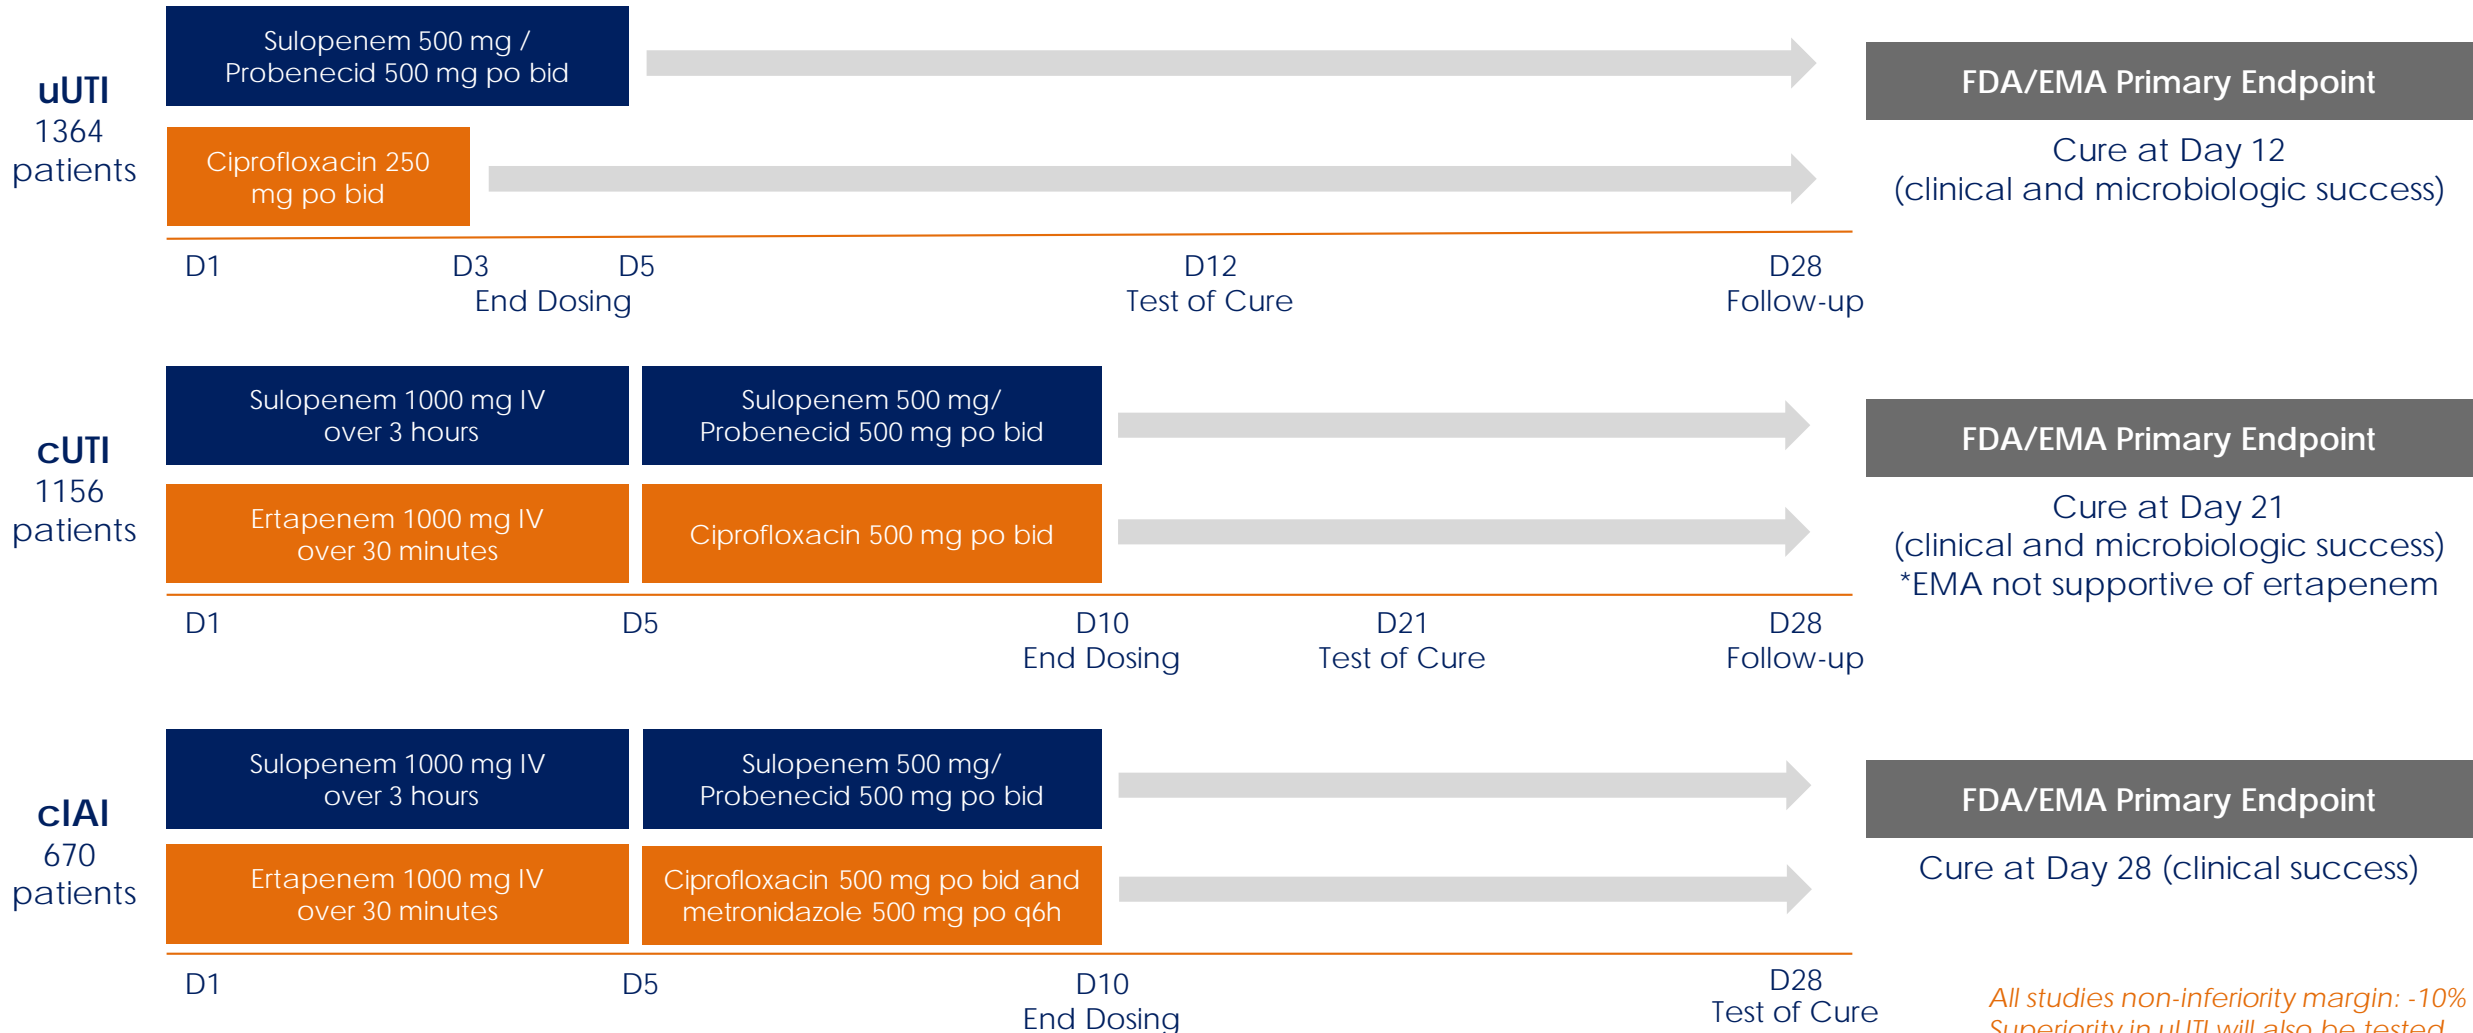 Sulopenem 500 mg /
Probenecid 500 mg po bid
uUTI
1364
patients
Ciprofloxacin 250
mg po bid
FDA/EMA Primary Endpoint
Cure at Day 12
(clinical and microbiologic success)
D1
D3
D5
D12
D28
End Dosing
Test of Cure
Follow-up
Sulopenem 1000 mg IV
over 3 hours
Sulopenem 500 mg/
Probenecid 500 mg po bid
cUTI
1156
patients
Ertapenem 1000 mg IV
over 30 minutes
Ciprofloxacin 500 mg po bid
FDA/EMA Primary Endpoint
Cure at Day 21
(clinical and microbiologic success)
*EMA not supportive of ertapenem
D1
D5
D10
D21
D28
End Dosing
Test of Cure
Follow-up
Sulopenem 1000 mg IV
over 3 hours
Sulopenem 500 mg/
Probenecid 500 mg po bid
cIAI
670
patients
Ertapenem 1000 mg IV
over 30 minutes
Ciprofloxacin 500 mg po bid and
metronidazole 500 mg po q6h
FDA/EMA Primary Endpoint
Cure at Day 28 (clinical success)
D1
D5
D10
D28
End Dosing
Test of Cure
All studies non-inferiority margin: -10%
Superiority in uUTI will also be tested